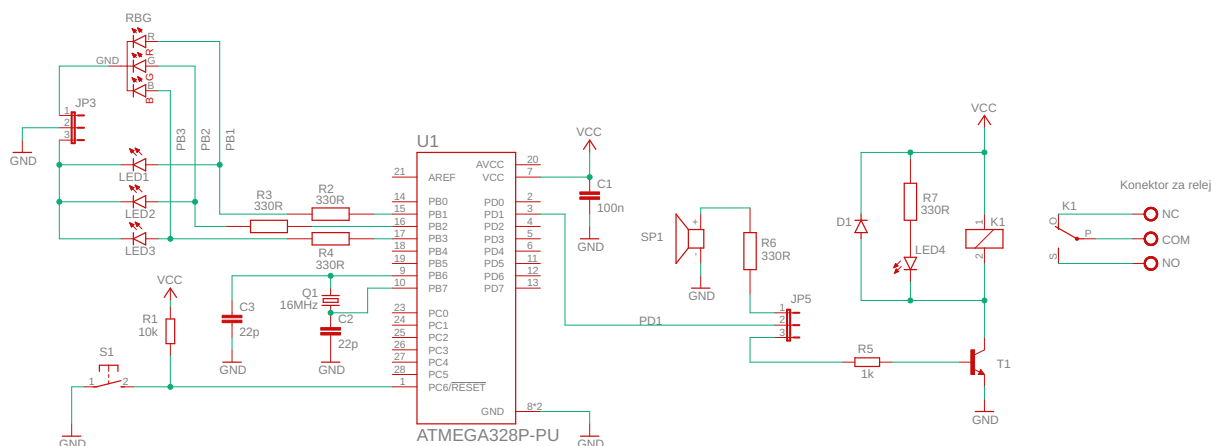 RBG
R
R
GND
G
G
B
B
JP3
1
2
3
GND
PB3
PB2
PB1
LED1
LED2
LED3
R3
330R
R2
330R
R4
330R
VCC
R1
10k
S1
1
2
GND
C3
22p
GND
Q1
16MHz
C2
22p
GND
U1
21
AREF
14
PB0
15
PB1
16
PB2
17
PB3
18
PB4
19
PB5
9
PB6
10
PB7
23
PC0
24
PC1
25
PC2
26
PC3
27
PC4
28
PC5
1
PC6/RESET
AVCC
20
VCC
7
PD0
2
PD1
3
PD2
4
PD3
5
PD4
6
PD5
11
PD6
12
PD7
13
GND
8*2
ATMEGA328P-PU
GND
VCC
C1
100n
GND
PD1
SP1
+
-
GND
R6
330R
JP5
1
2
3
R5
1k
T1
GND
VCC
D1
R7
330R
LED4
1
K1
2
Konektor za relej
K1
O
P
S
NC
COM
NO